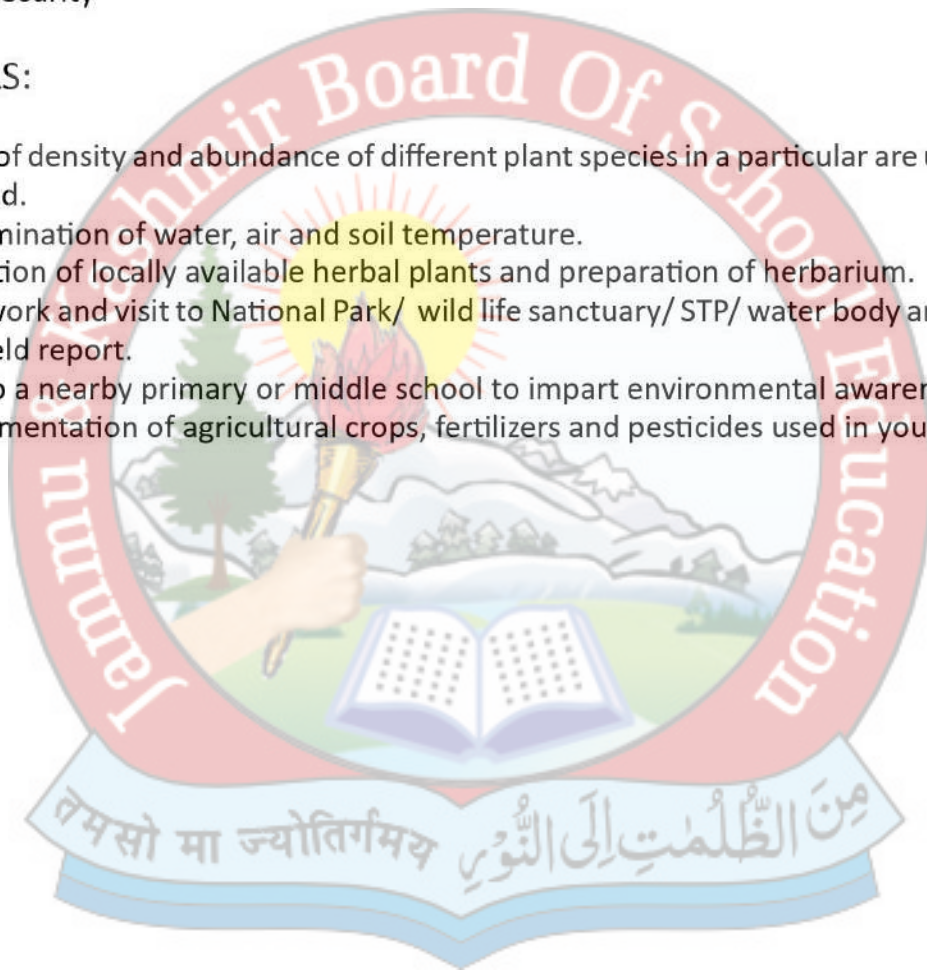 AS:
of density and abundance of different plant species in a particular are
d.
mination of water, air and soil temperature.
tion of locally available herbal plants and preparation of herbarium.
work and visit to National Park/ wild life sanctuary/ STP/ water body
eld report.
o a nearby primary or middle school to impart environmental
mentation of agricultural crops, fertilizers and pesticides used in
Jammu & Kashmir Board Of School Education
तमसो मा ज्योतिर्गमय
مِنَ الظُّلُمٰتِ اِلَى النُّوْرِ